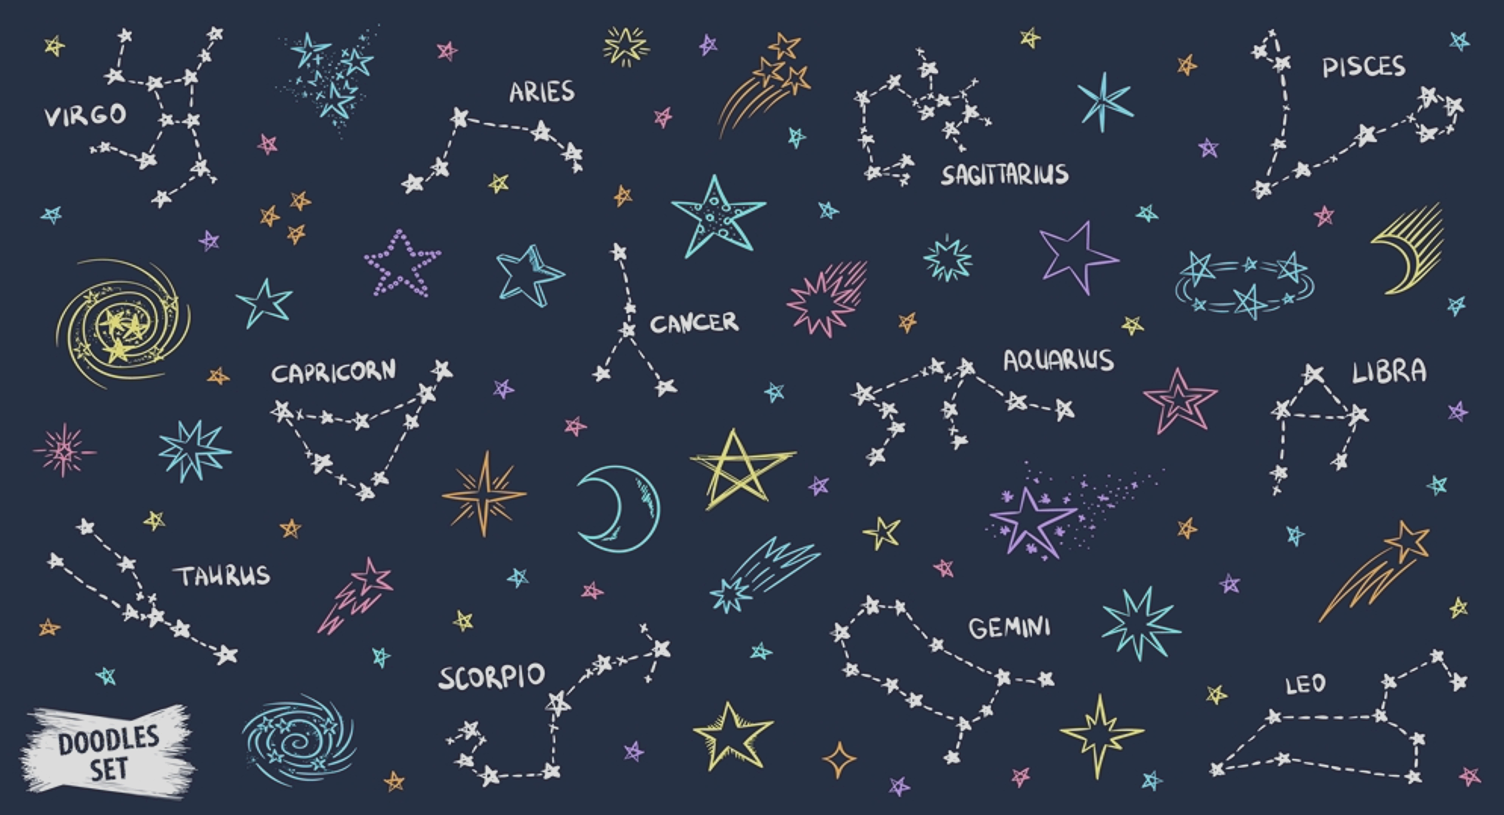 VIRGO
ARIES
SAGITTARIUS
PISCES
CANCER
CAPRICORN
AQUARIUS
LIBRA
TAURUS
SCORPIO
GEMINI
LEO
DOODLES
SET